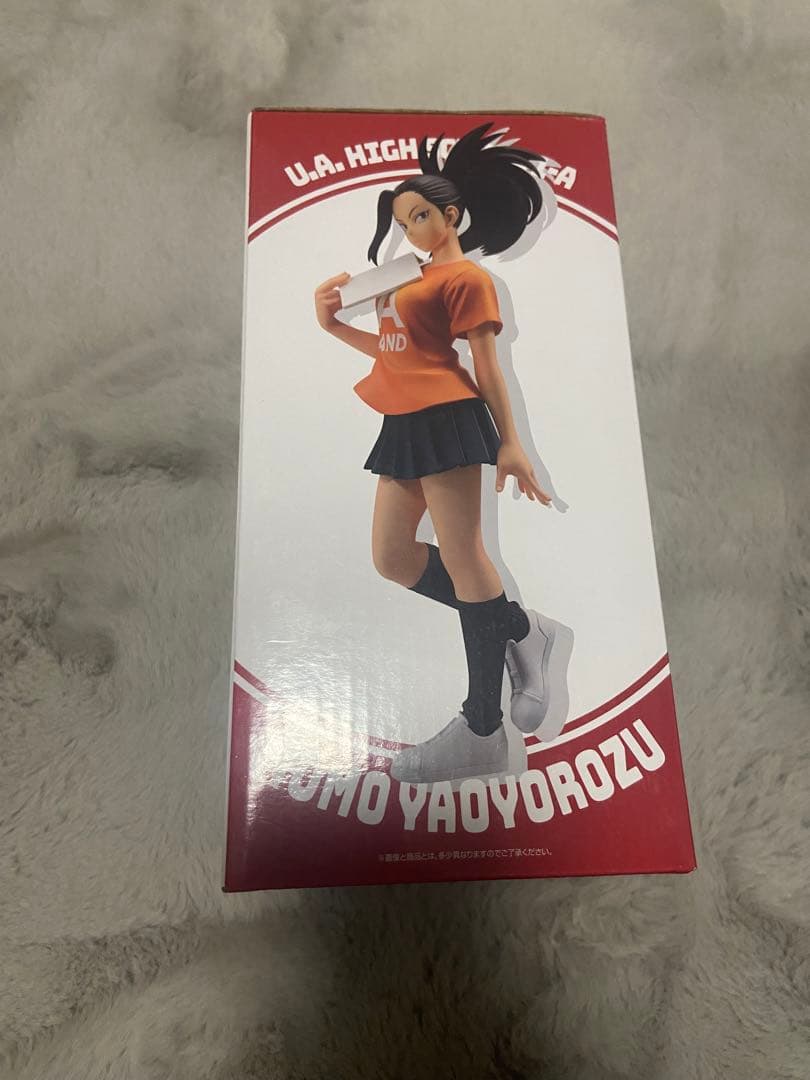 U.A. HIGH
-A
A
AND
OMO YAOYOROZU
※画像と商品とは、多少異なりますのでご了承ください。